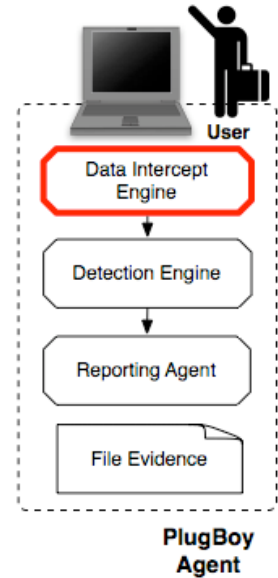 User
Data Intercept
Engine
Detection Engine
Reporting Agent
File Evidence
PlugBoy
Agent